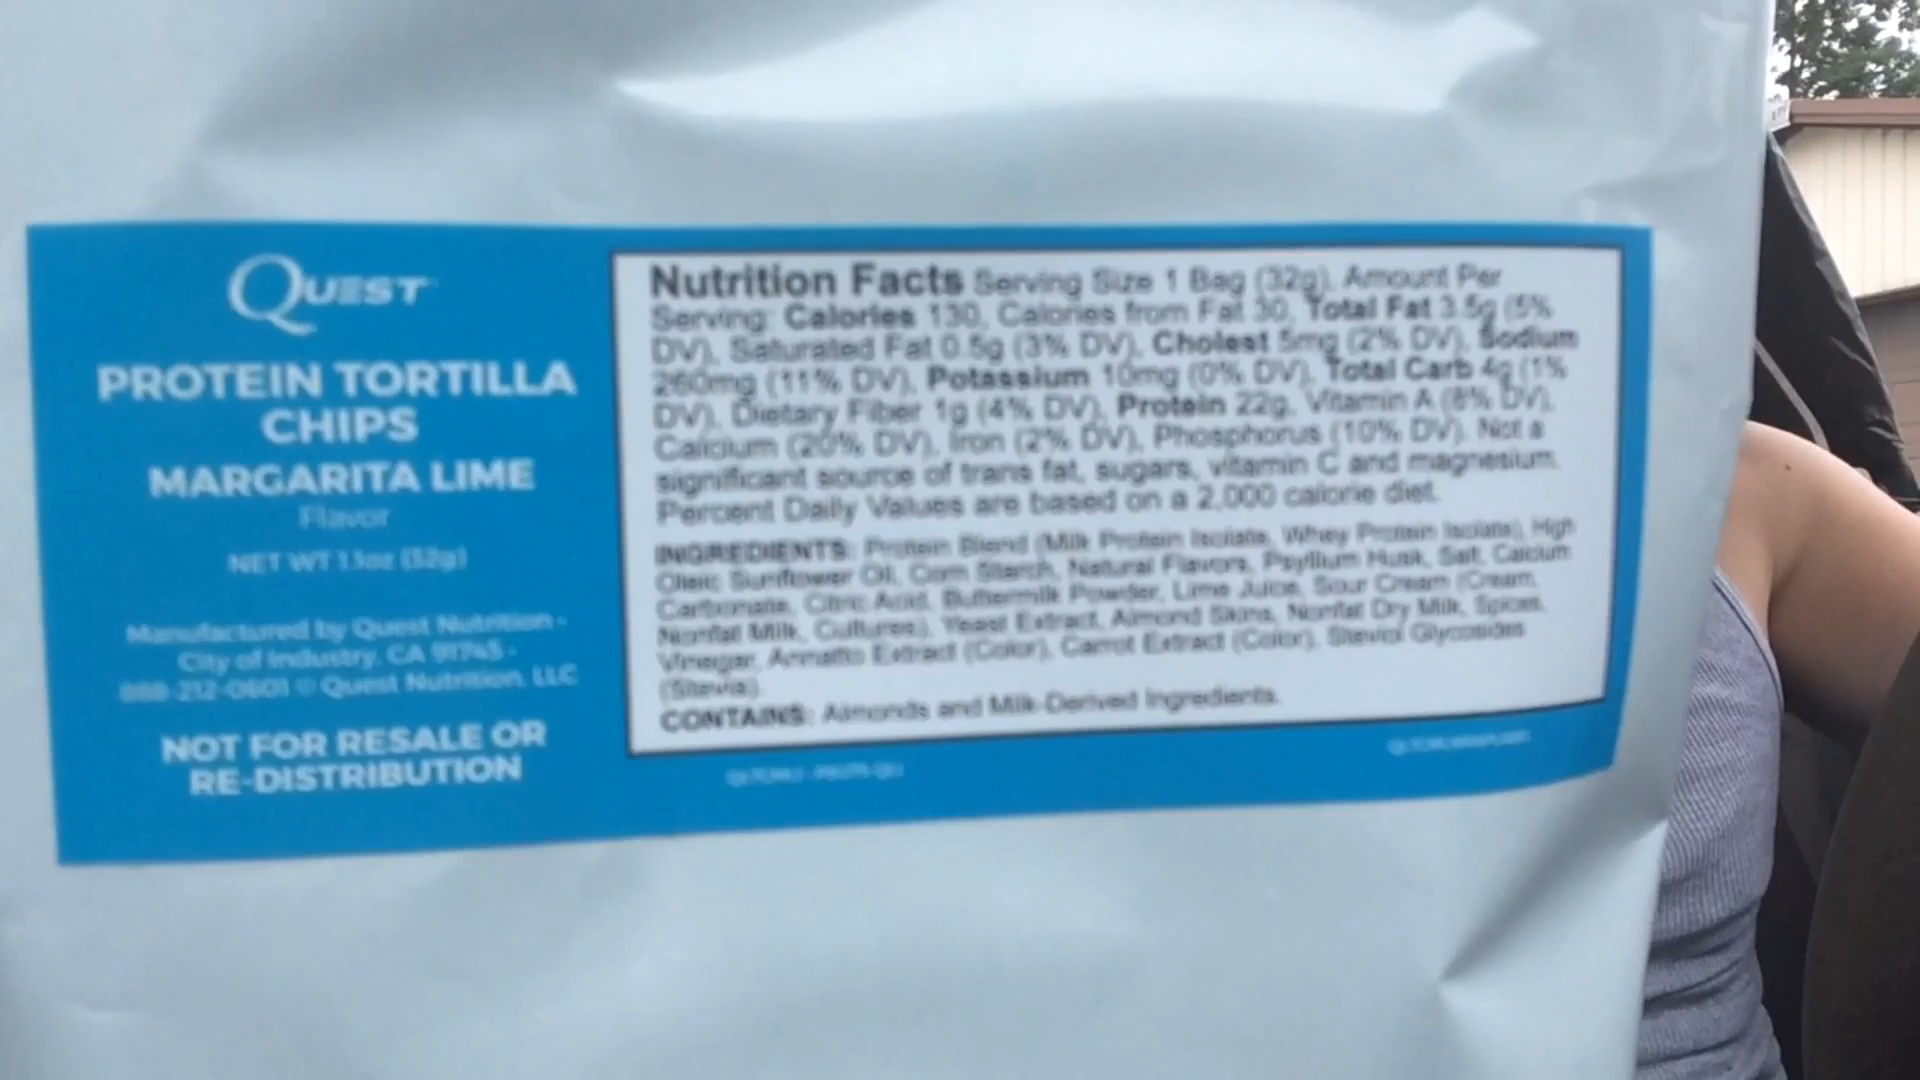 QUEST
PROTEIN TORTILLA
CHIPS
MARGARITA LIME
Flavor
NET WT 1.1oz (32g)
Manufactured by Quest Nutrition -
City of Industry, CA 91745 -
888-212-0601 © Quest Nutrition, LLC
NOT FOR RESALE OR
RE-DISTRIBUTION
Nutrition Facts Serving Size 1 Bag (32g), Amount Per
Serving: Calories 130, Calories from Fat 30, Total Fat 3.5g (5%
DV), Saturated Fat 0.5g (3% DV), Cholest 5mg (2% DV), Sodium
260mg (11% DV), Potassium 10mg (0% DV), Total Carb 4g (1%
DV), Dietary Fiber 1g (4% DV), Protein 22g, Vitamin A (8% DV),
Calcium (20% DV), Iron (2% DV), Phosphorus (10% DV). Not a
significant source of trans fat, sugars, vitamin C and magnesium.
Percent Daily Values are based on a 2,000 calorie diet.
INGREDIENTS: Protein Blend (Milk Protein Isolate, Whey Protein Isolate), High
Oleic Sunflower Oil, Corn Starch, Natural Flavors, Psyllium Husk, Salt, Calcium
Carbonate, Citric Acid, Buttermilk Powder, Lime Juice, Sour Cream (Cream,
Nonfat Milk, Cultures), Yeast Extract, Almond Skins, Nonfat Dry Milk, Spices,
Vinegar, Annatto Extract (Color), Carrot Extract (Color), Steviol Glycosides
(Stevia).
CONTAINS: Almonds and Milk-Derived Ingredients.